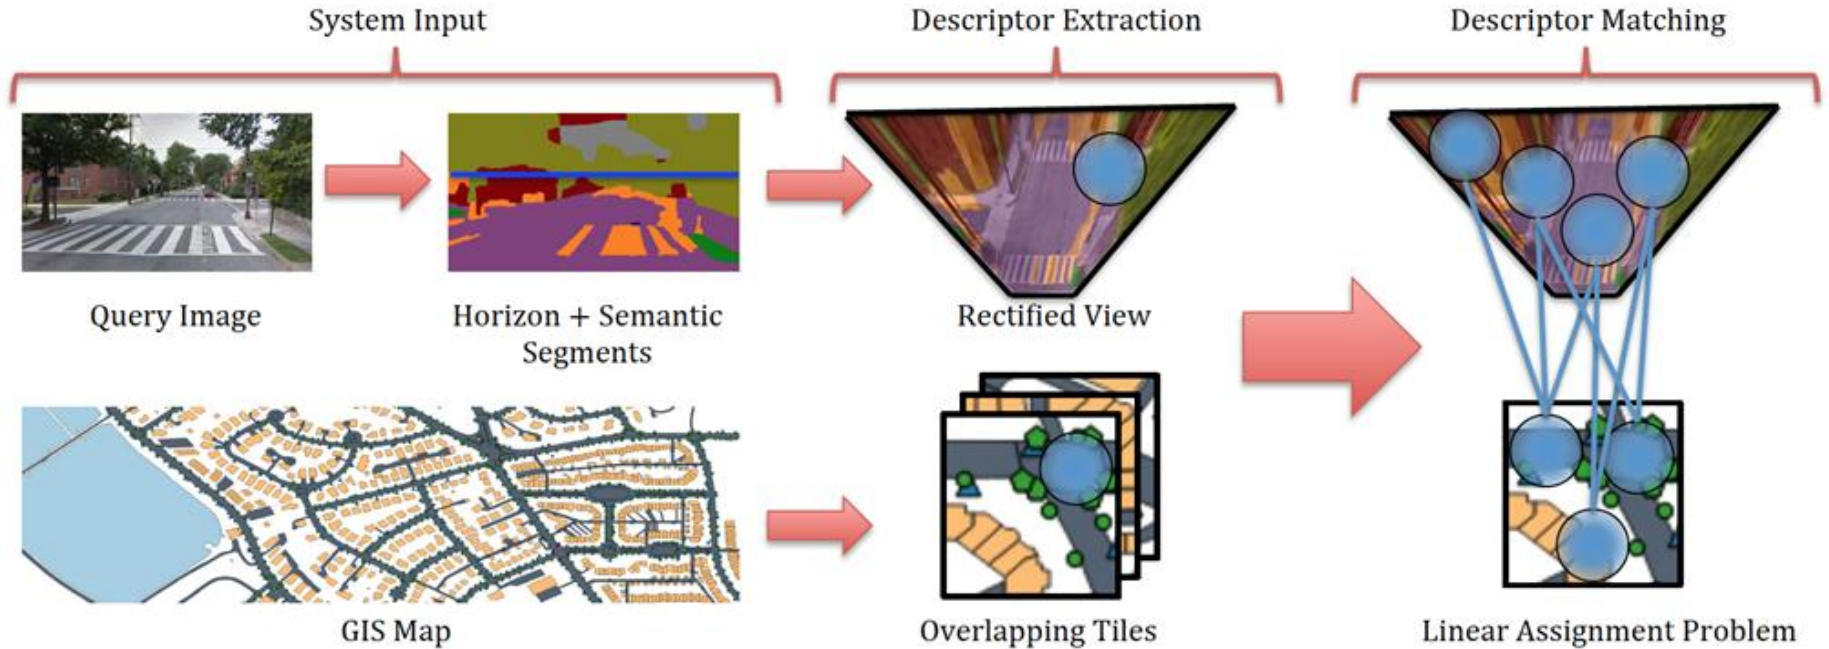 System Input
Descriptor Extraction
Descriptor Matching
Query Image
Horizon + Semantic
Segments
Rectified View
GIS Map
Overlapping Tiles
Linear Assignment Problem